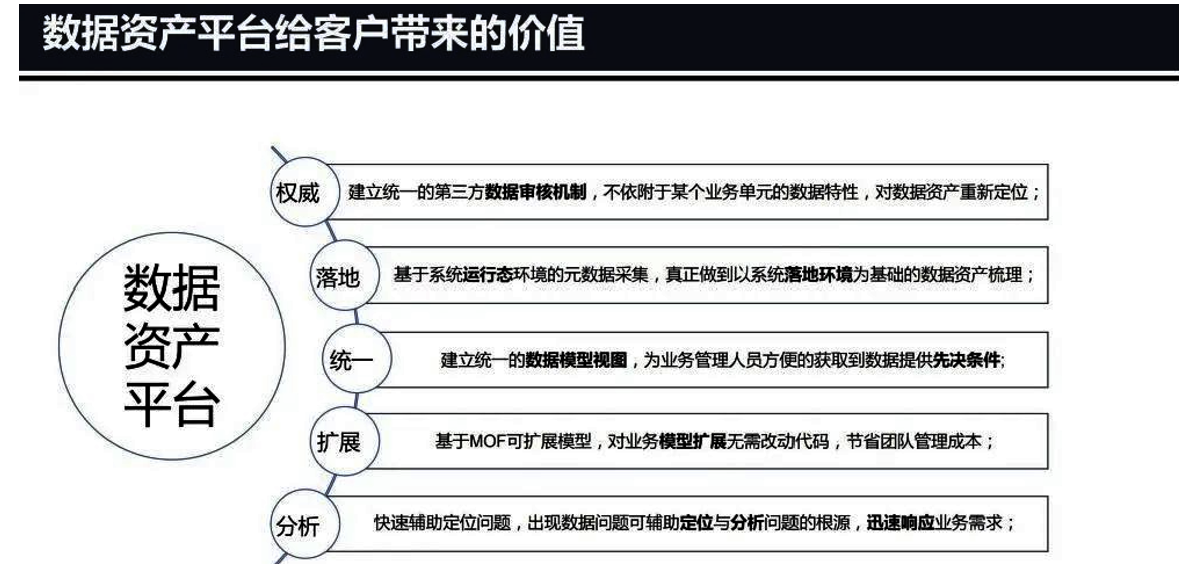 数据资产平台给客户带来的价值
数据
资产
平台
权威
建立统一的第三方数据审核机制，不依附于某个业务单元的数据特性，对数据资产重新定位；
落地
基于系统运行态环境的元数据采集，真正做到以系统落地环境为基础的数据资产梳理；
统一
建立统一的数据模型视图，为业务管理人员方便的获取到数据提供先决条件;
扩展
基于MOF可扩展模型，对业务模型扩展无需改动代码，节省团队管理成本；
分析
快速辅助定位问题，出现数据问题可辅助定位与分析问题的根源，迅速响应业务需求；